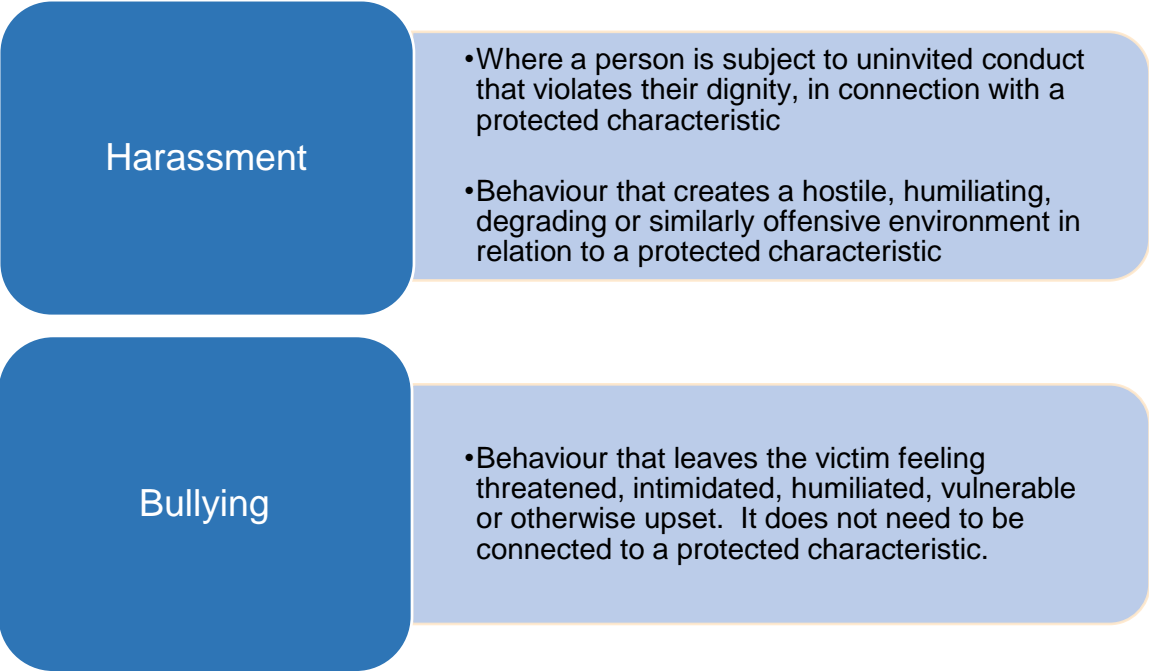 Harassment
•Where a person is subject to uninvited conduct
that violates their dignity, in connection with a
protected characteristic
•Behaviour that creates a hostile, humiliating,
degrading or similarly offensive environment in
relation to a protected characteristic
Bullying
•Behaviour that leaves the victim feeling
threatened, intimidated, humiliated, vulnerable
or otherwise upset.  It does not need to be
connected to a protected characteristic.